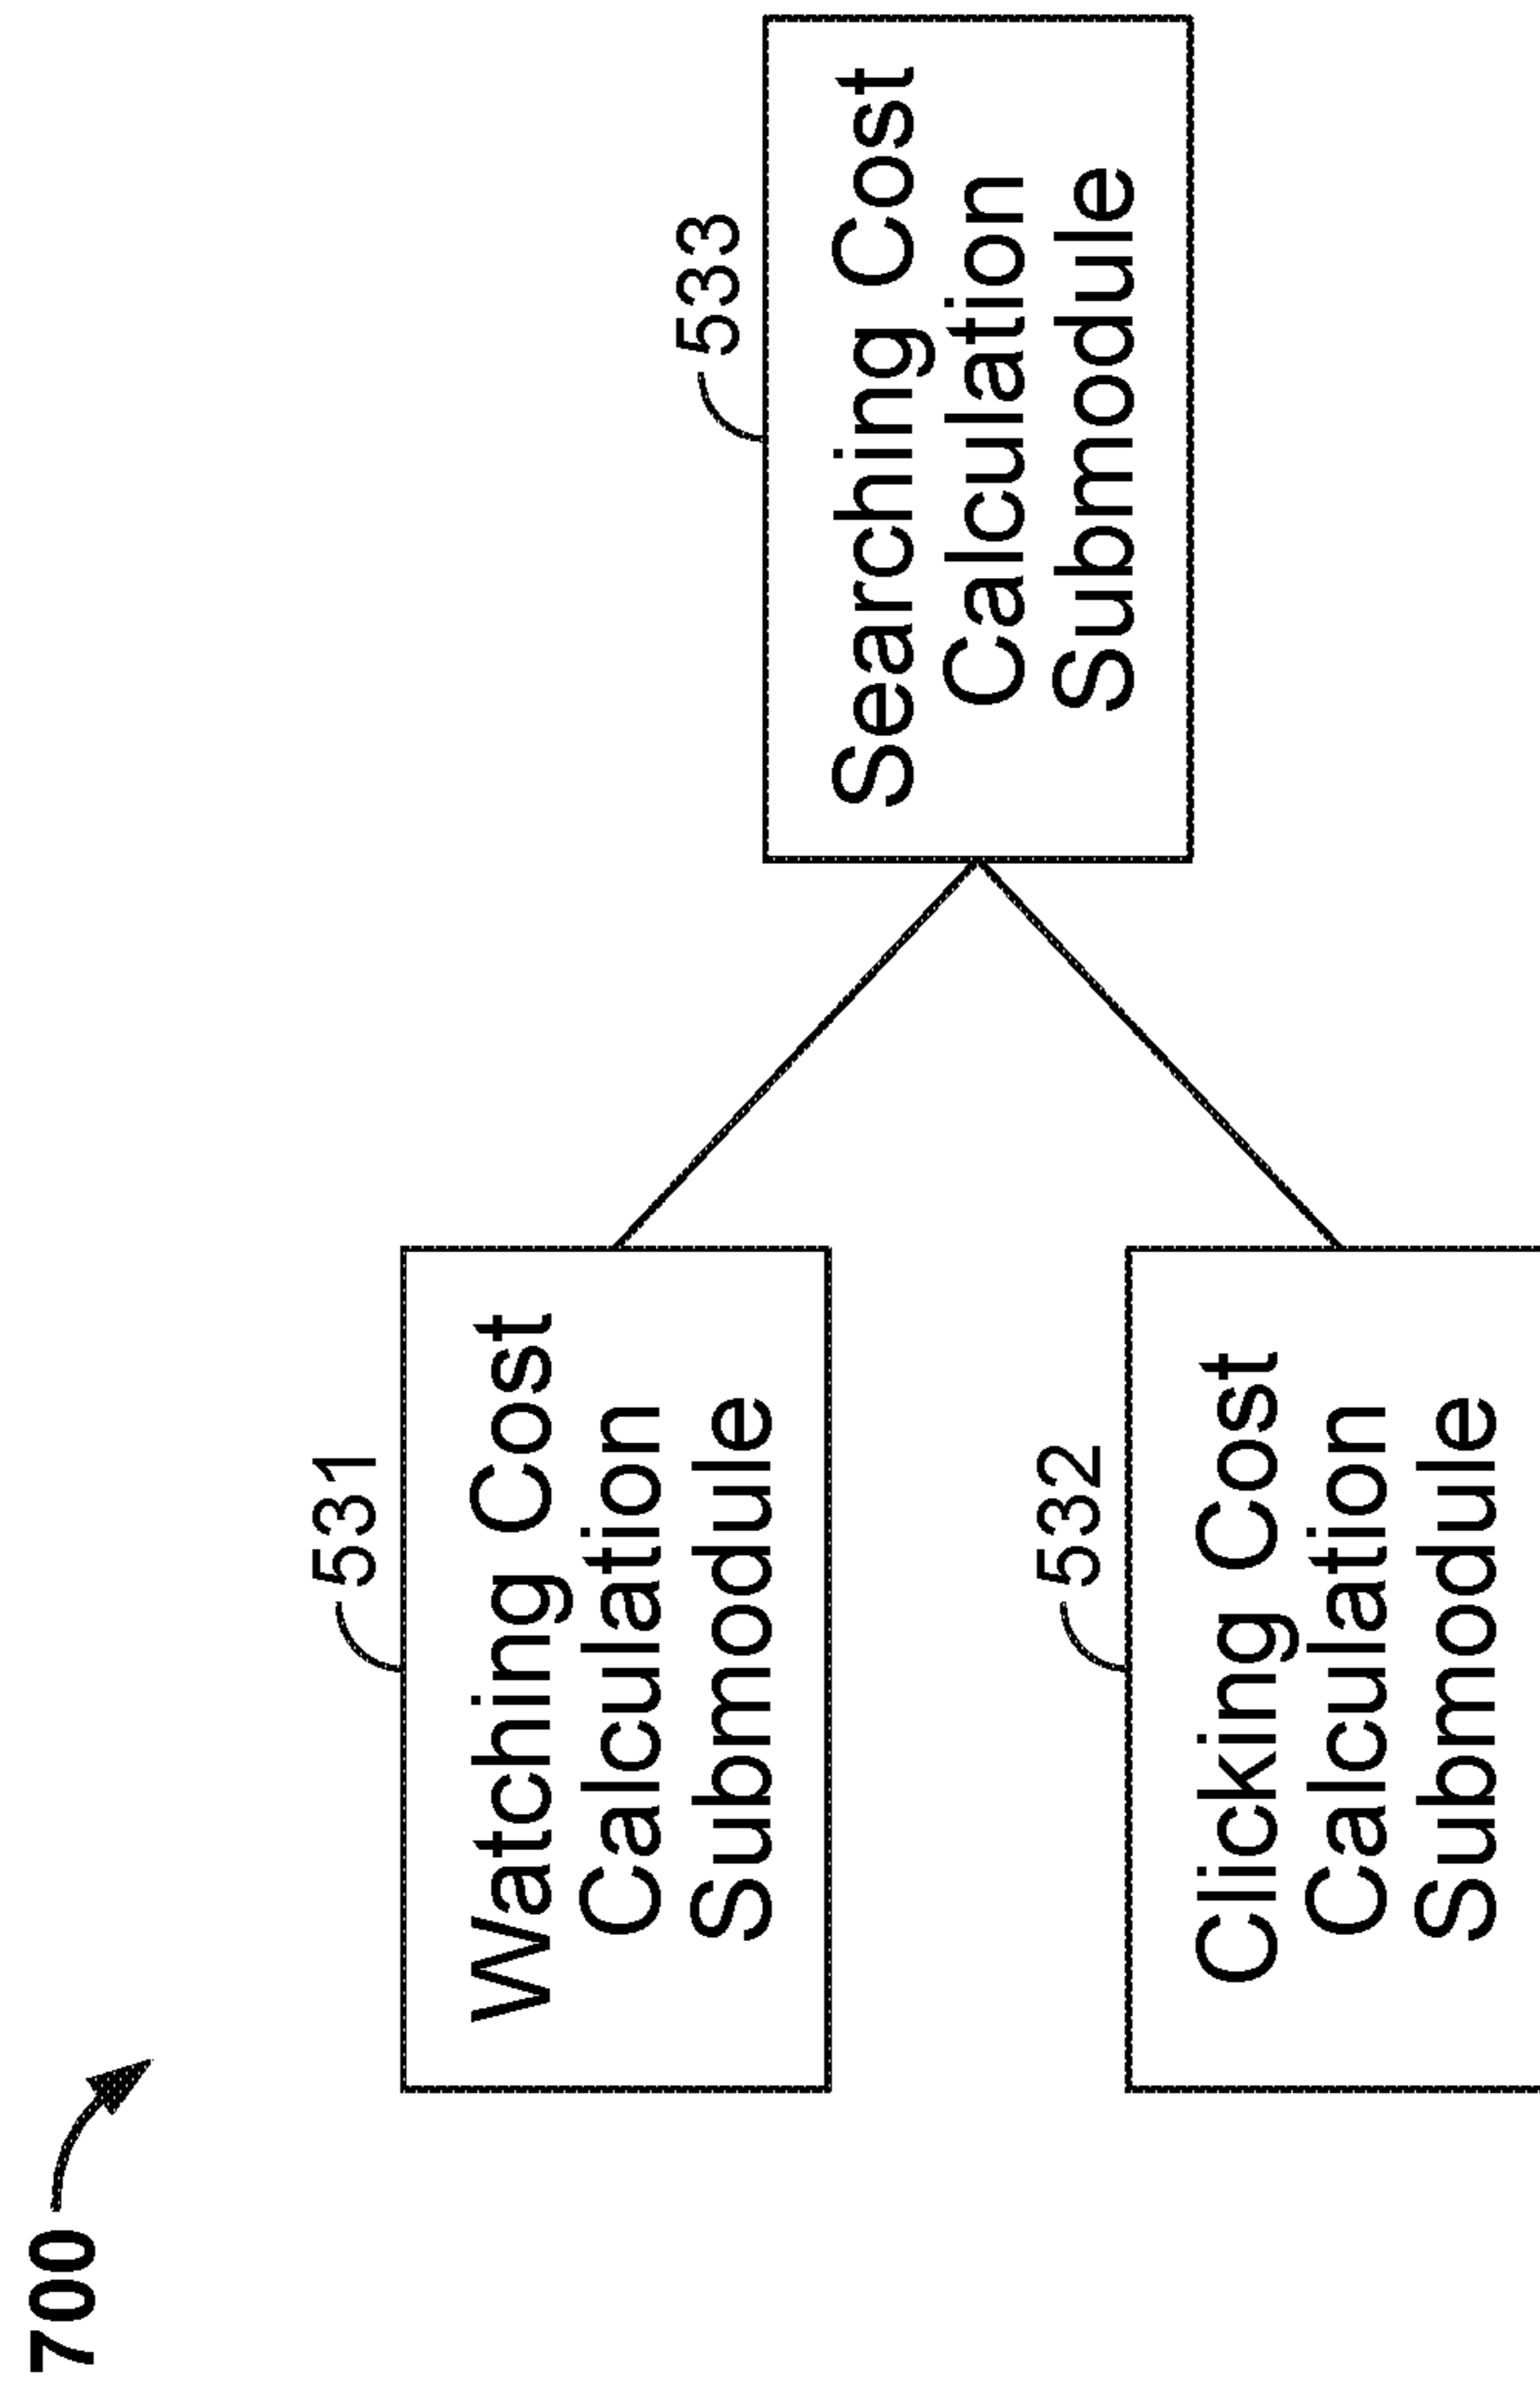 700
531
Watching Cost
Calculation
Submodule
532
Clicking Cost
Calculation
Submodule
533
Searching Cost
Calculation
Submodule